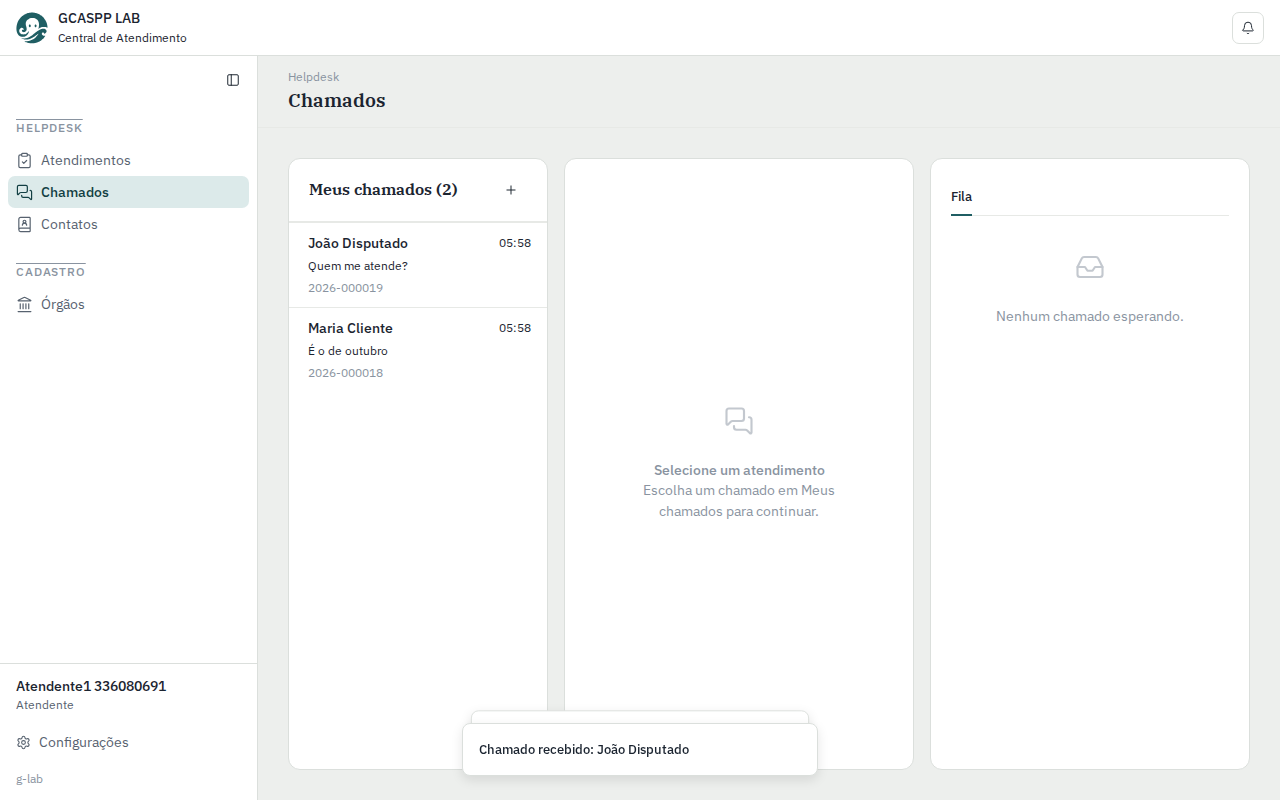 GCASPP LAB
Central de Atendimento
HELPDESK
Atendimentos
Chamados
Contatos
CADASTRO
Órgãos
Atendente1 336080691
Atendente
Configurações
g-lab
Helpdesk
Chamados
Meus chamados (2)
João Disputado 05:58
Quem me atende?
2026-000019
Maria Cliente 05:58
É o de outubro
2026-000018
Selecione um atendimento
Escolha um chamado em Meus
chamados para continuar.
Fila
Nenhum chamado esperando.
Chamado recebido: João Disputado